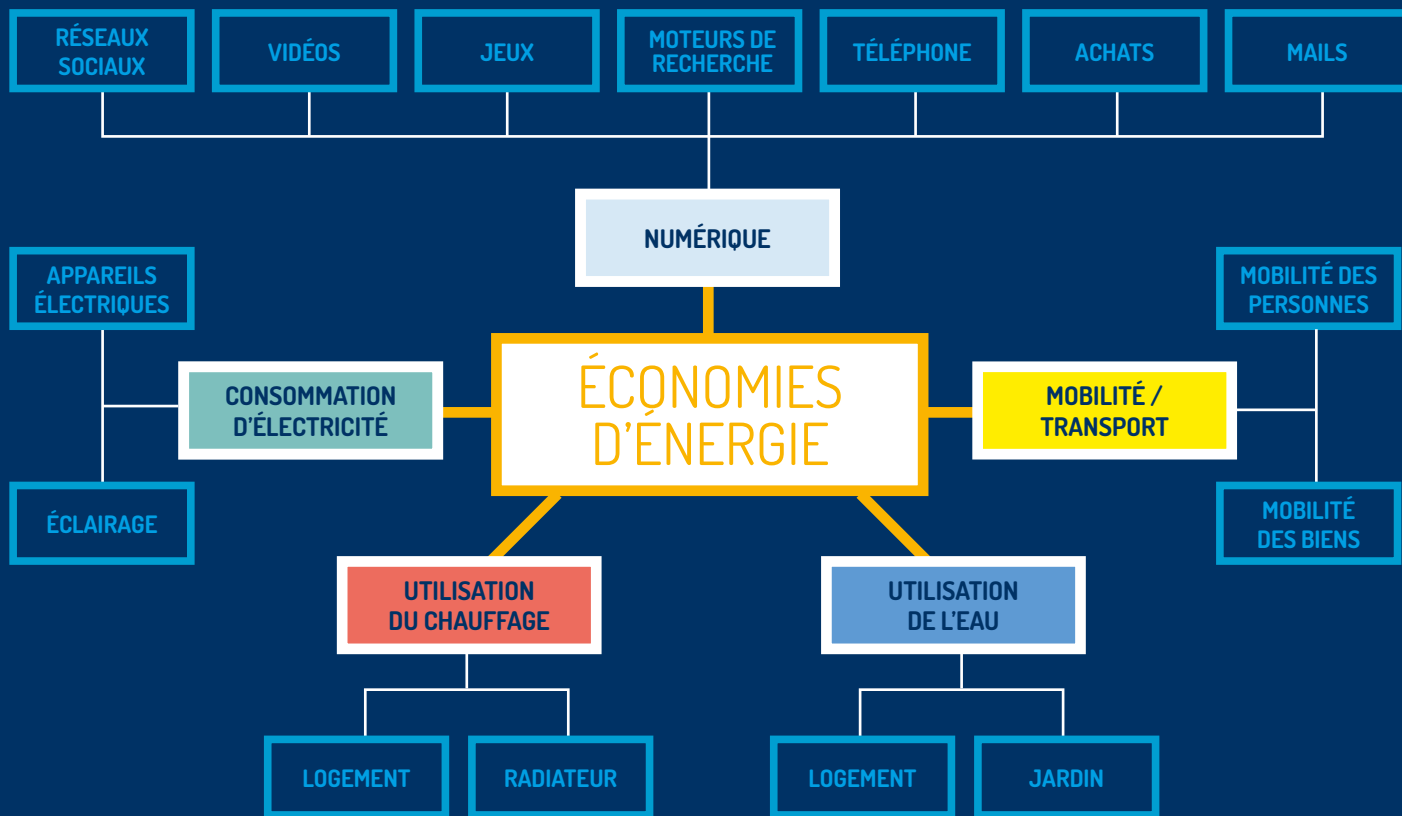 RÉSEAUX
SOCIAUX
VIDÉOS
JEUX
MOTEURS DE
RECHERCHE
TÉLÉPHONE
ACHATS
MAILS
NUMÉRIQUE
APPAREILS
ÉLECTRIQUES
MOBILITÉ DES
PERSONNES
CONSOMMATION
D'ÉLECTRICITÉ
ÉCONOMIES
D'ÉNERGIE
MOBILITÉ /
TRANSPORT
ÉCLAIRAGE
MOBILITÉ
DES BIENS
UTILISATION
DU CHAUFFAGE
UTILISATION
DE L'EAU
LOGEMENT
RADIATEUR
LOGEMENT
JARDIN